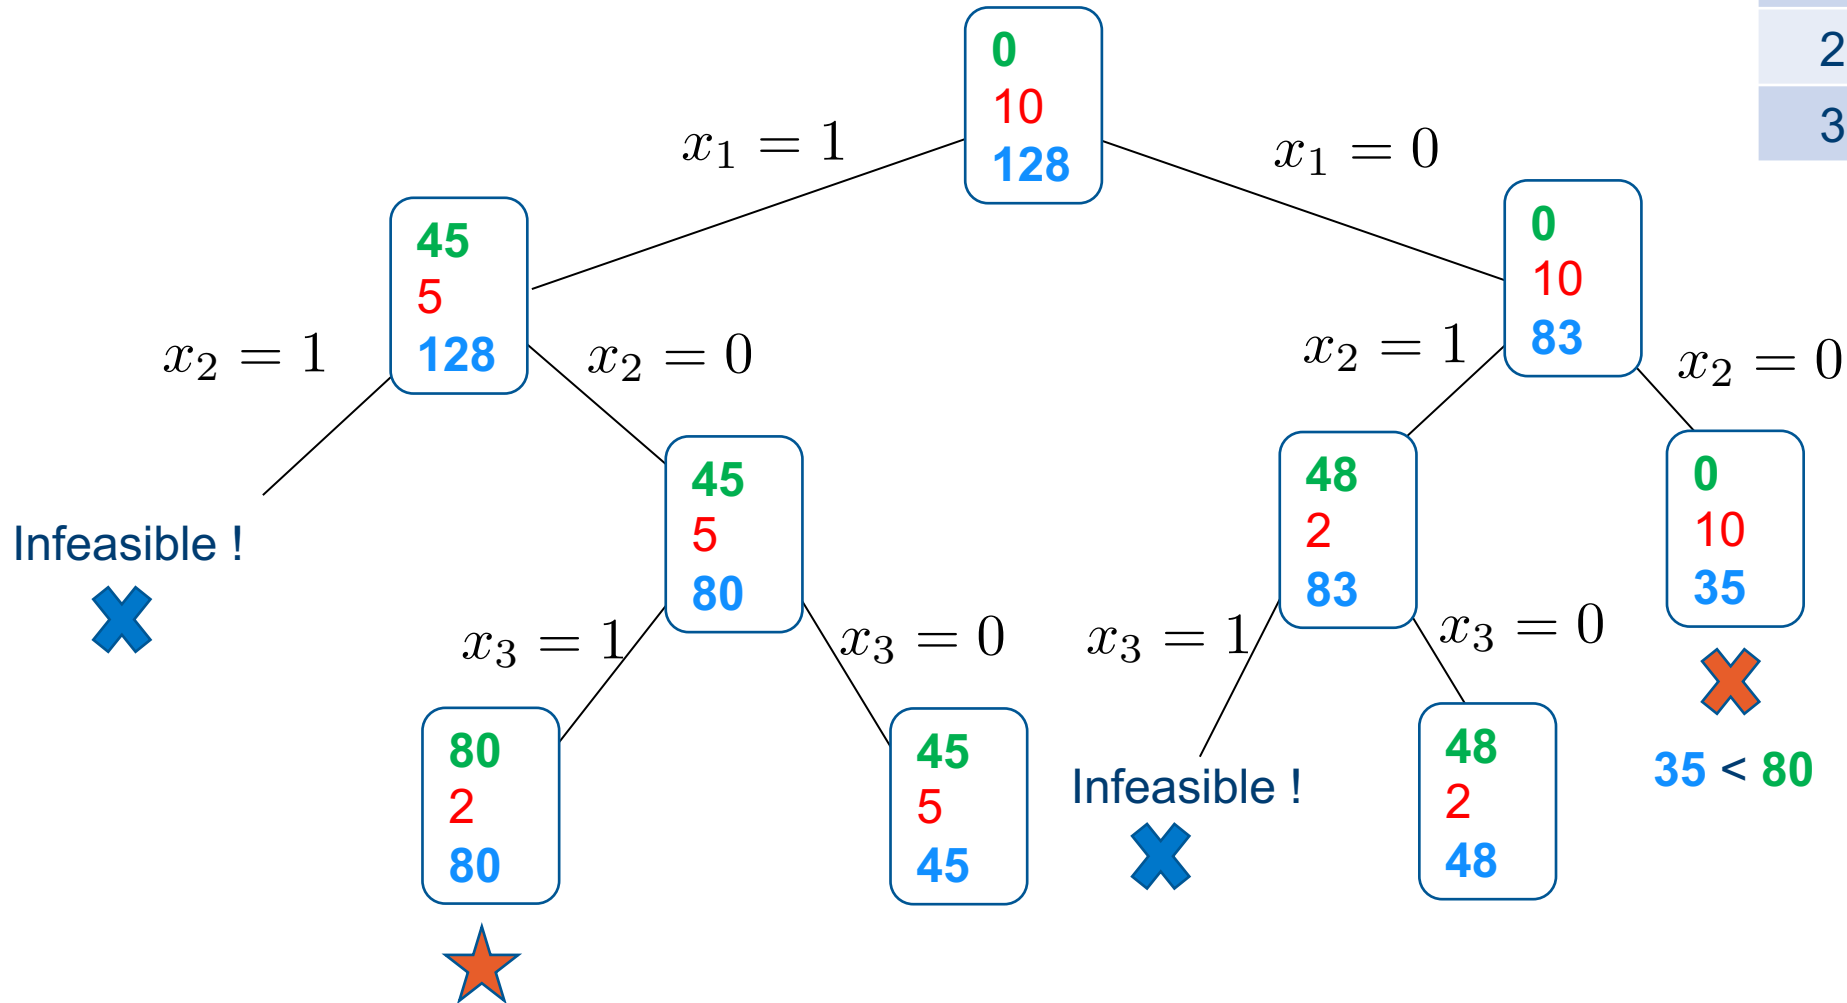 0
10
128
2
3
x₁ = 1
x₁ = 0
45
5
128
0
10
83
x₂ = 1
x₂ = 0
x₂ = 1
x₂ = 0
45
5
80
48
2
83
0
10
35
Infeasible !
x₃ = 1
x₃ = 0
x₃ = 1
x₃ = 0
80
2
80
45
5
45
Infeasible !
48
2
48
35 < 80